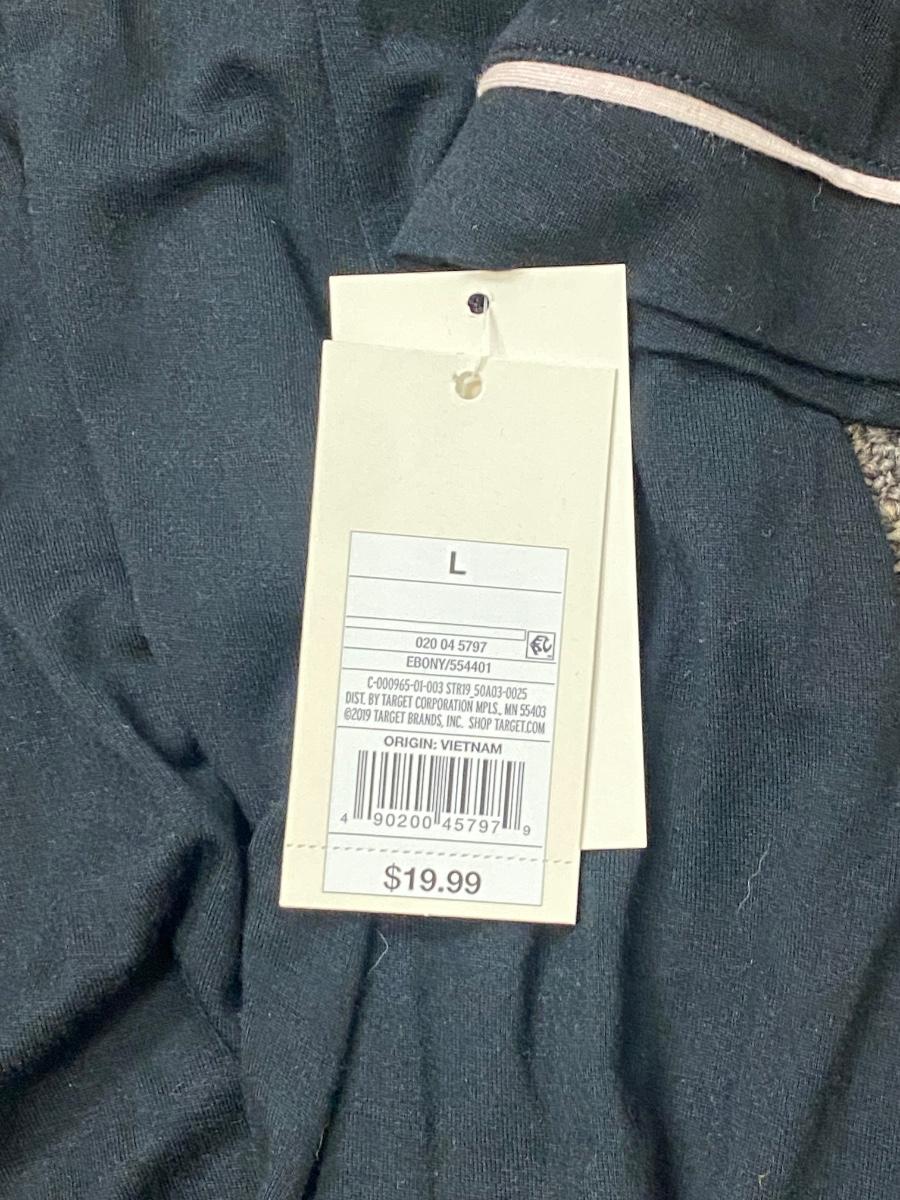 L
020 04 5797
EBONY/554401
C-000965-01-003 STR19_50A03-0025
DIST. BY TARGET CORPORATION MPLS., MN 55403
©2019 TARGET BRANDS, INC. SHOP TARGET.COM
ORIGIN: VIETNAM
4 90200 45797 9
$19.99